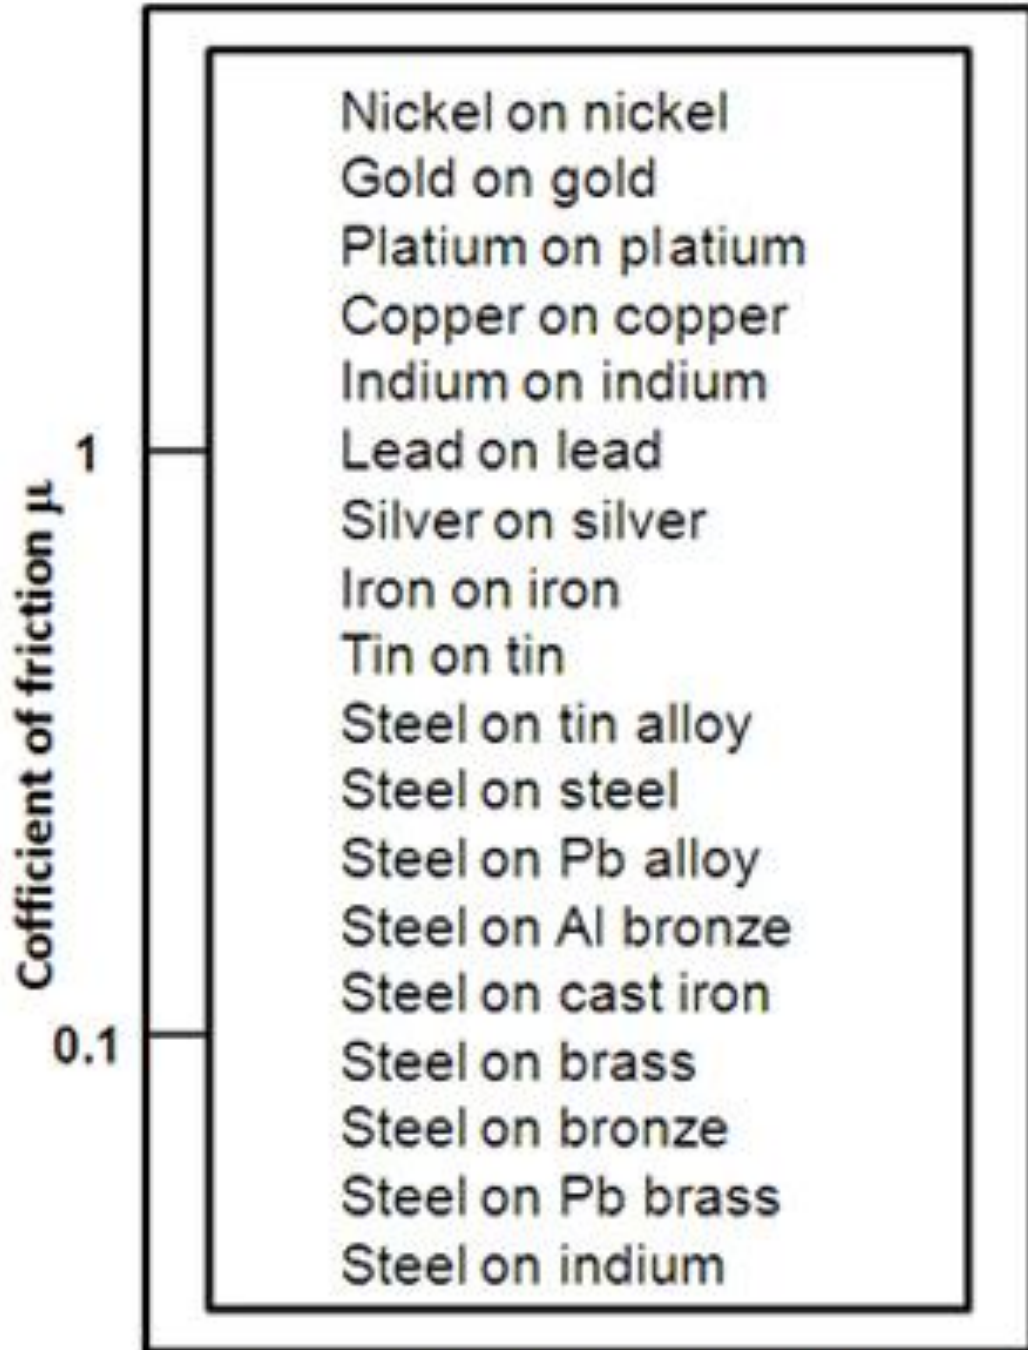 Nickel on nickel
Gold on gold
Platium on platium
Copper on copper
Indium on indium
1
Lead on lead
Silver on silver
Iron on iron
Tin on tin
Steel on tin alloy
Steel on steel
Steel on Pb alloy
Steel on Al bronze
Steel on cast iron
0.1
Steel on brass
Steel on bronze
Steel on Pb brass
Steel on indium
Cofficient of friction μ